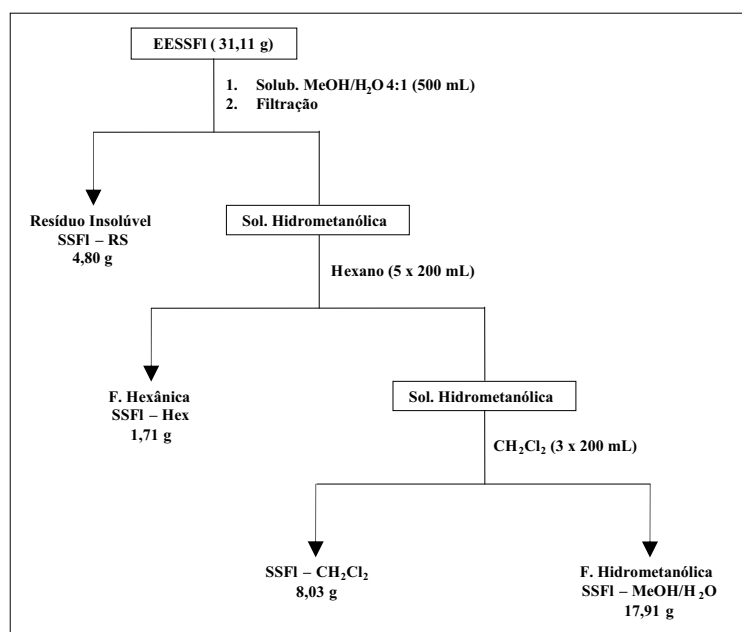 EESSFl ( 31,11 g)
1. Solub. MeOH/H₂O 4:1 (500 mL)
2. Filtração
Resíduo Insolúvel
SSFl – RS
4,80 g
Sol. Hidrometanólica
Hexano (5 x 200 mL)
F. Hexânica
SSFl – Hex
1,71 g
Sol. Hidrometanólica
CH₂Cl₂ (3 x 200 mL)
SSFl – CH₂Cl₂
8,03 g
F. Hidrometanólica
SSFl – MeOH/H₂O
17,91 g